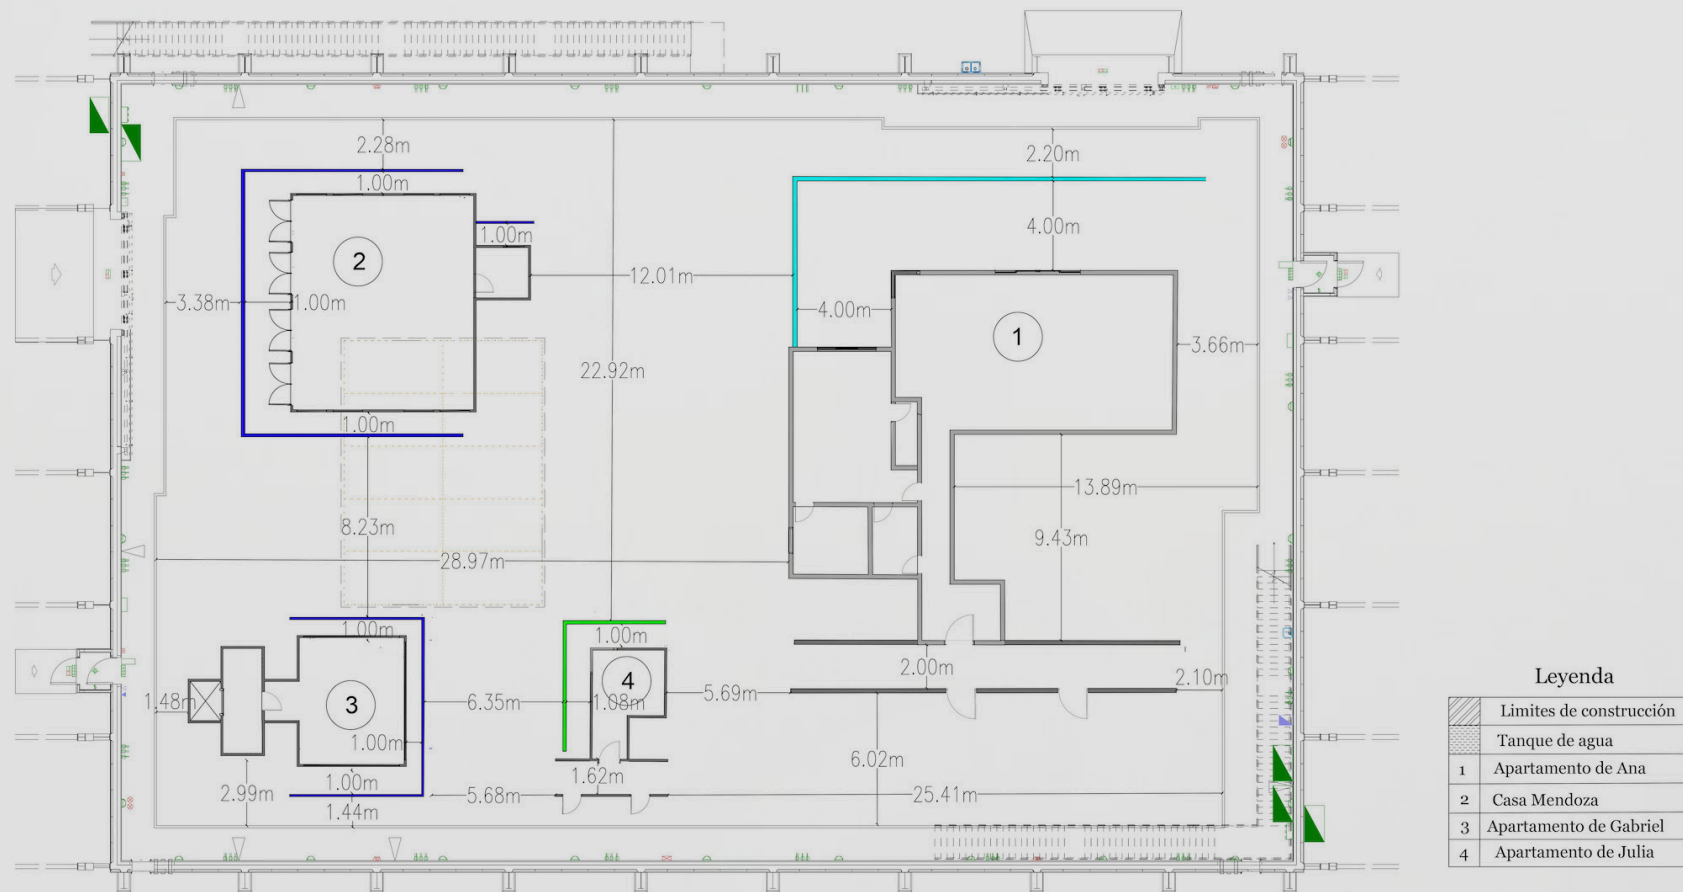 2.28m
1.00m
2.20m
1.00m
4.00m
2
12.01m
3.38m
1.00m
4.00m
1
3.66m
22.92m
1.00m
13.89m
8.23m
9.43m
28.97m
1.00m
1.00m
2.00m
4
1.48m
3
6.35m
1.08m
5.69m
2.10m
1.00m
6.02m
1.00m
1.62m
2.99m
5.68m
25.41m
1.44m
Leyenda
Limites de construcción
Tanque de agua
1 Apartamento de Ana
2 Casa Mendoza
3 Apartamento de Gabriel
4 Apartamento de Julia